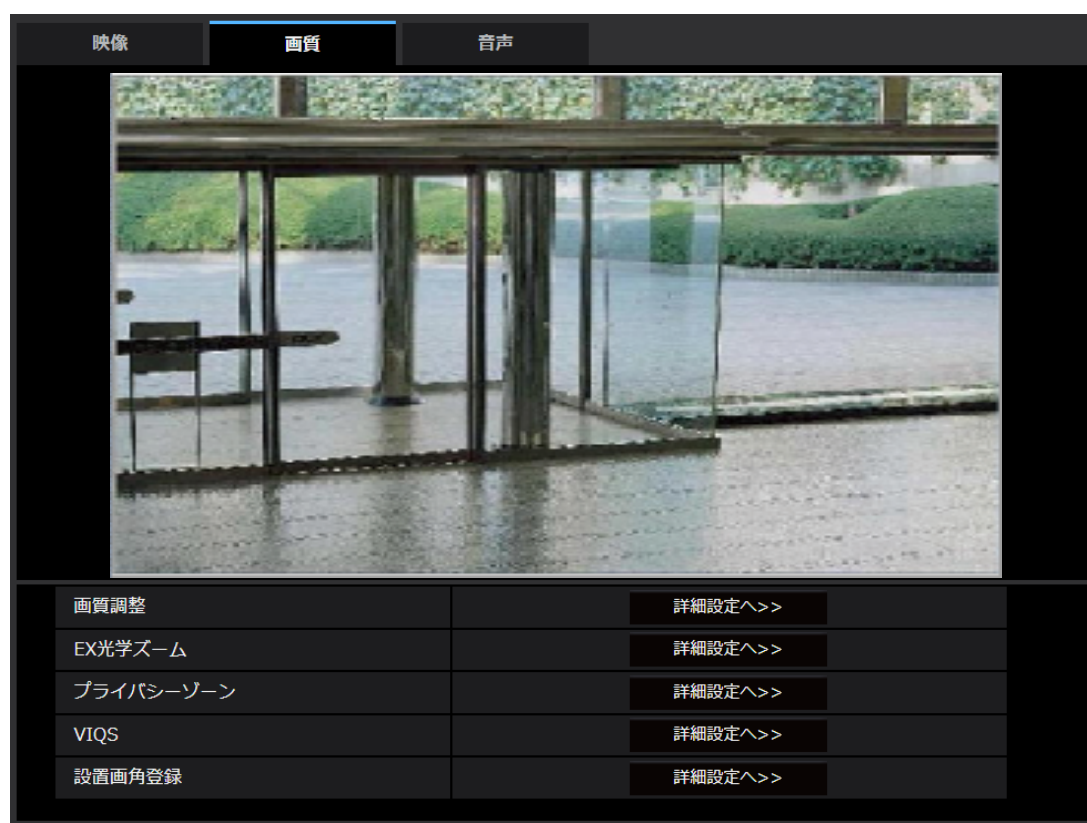 映像 画質 音声
画質調整 詳細設定へ>>
EX光学ズーム 詳細設定へ>>
プライバシーゾーン 詳細設定へ>>
VIQS 詳細設定へ>>
設置画角登録 詳細設定へ>>